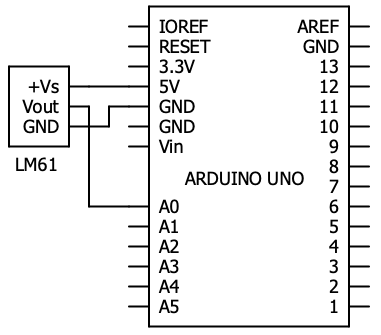 IOREF AREF
RESET GND
3.3V 13
+Vs 5V 12
Vout GND 11
GND GND 10
Vin 9
LM61
8
ARDUINO UNO
7
A0 6
A1 5
A2 4
A3 3
A4 2
A5 1